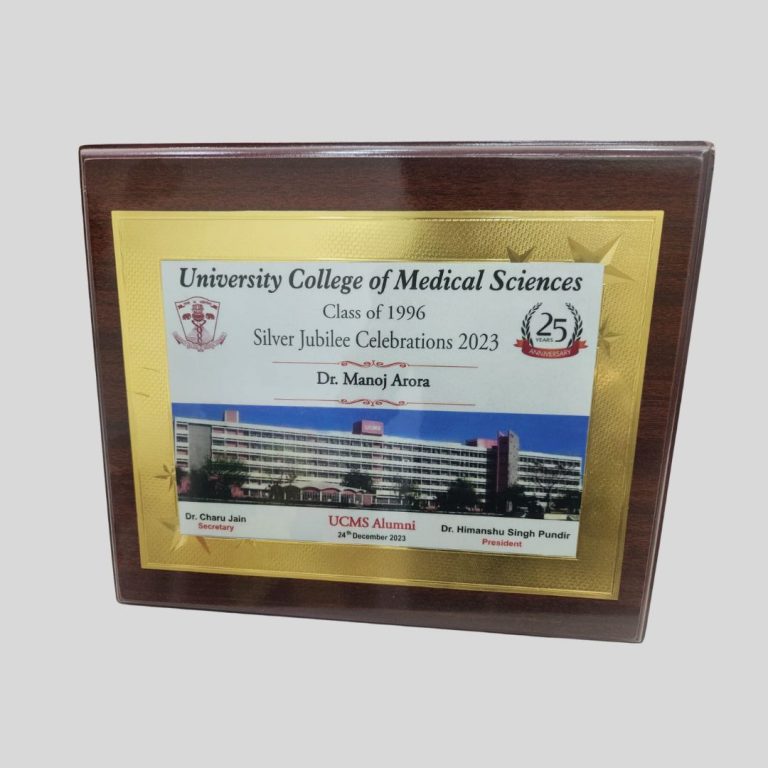 University College of Medical Sciences
Class of 1996
Silver Jubilee Celebrations 2023
25
YEARS
ANNIVERSARY
Dr. Manoj Arora
UCMS
Dr. Charu Jain
Secretary
UCMS Alumni
24th December 2023
Dr. Himanshu Singh Pundir
President